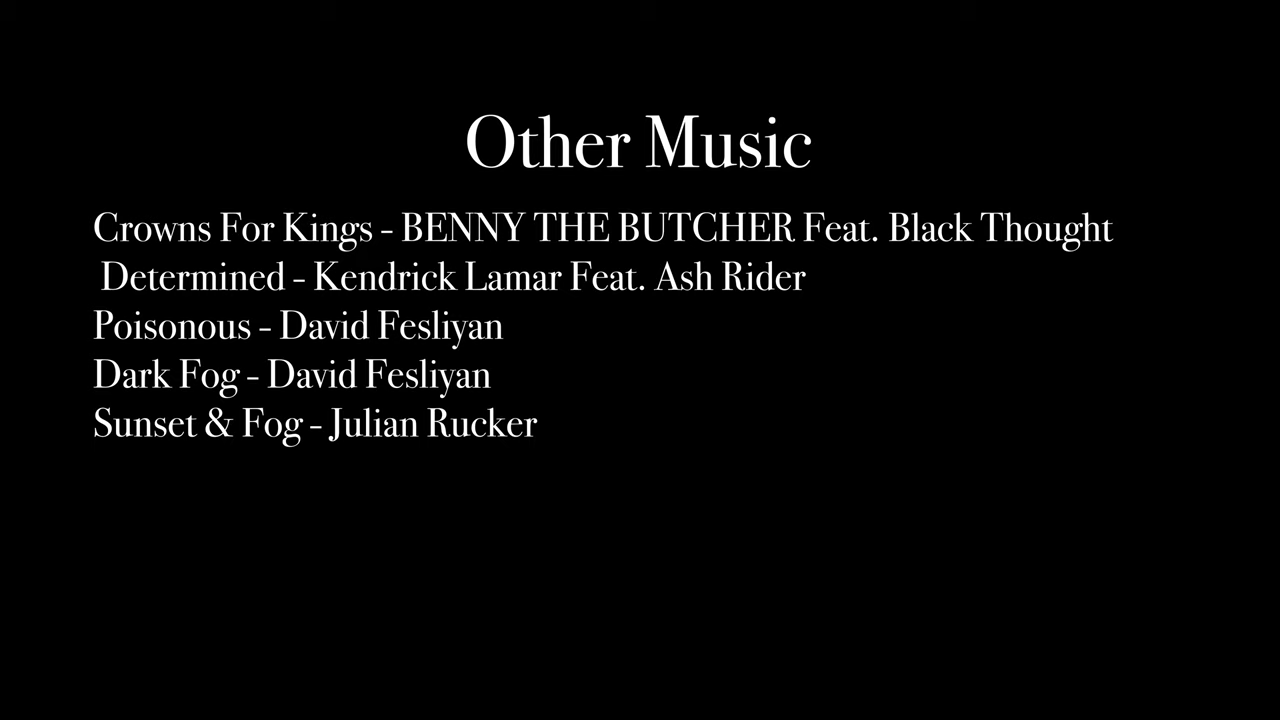 Other Music
Crowns For Kings - BENNY THE BUTCHER Feat. Black Thought
Determined - Kendrick Lamar Feat. Ash Rider
Poisonous - David Fesliyan
Dark Fog - David Fesliyan
Sunset & Fog - Julian Rucker